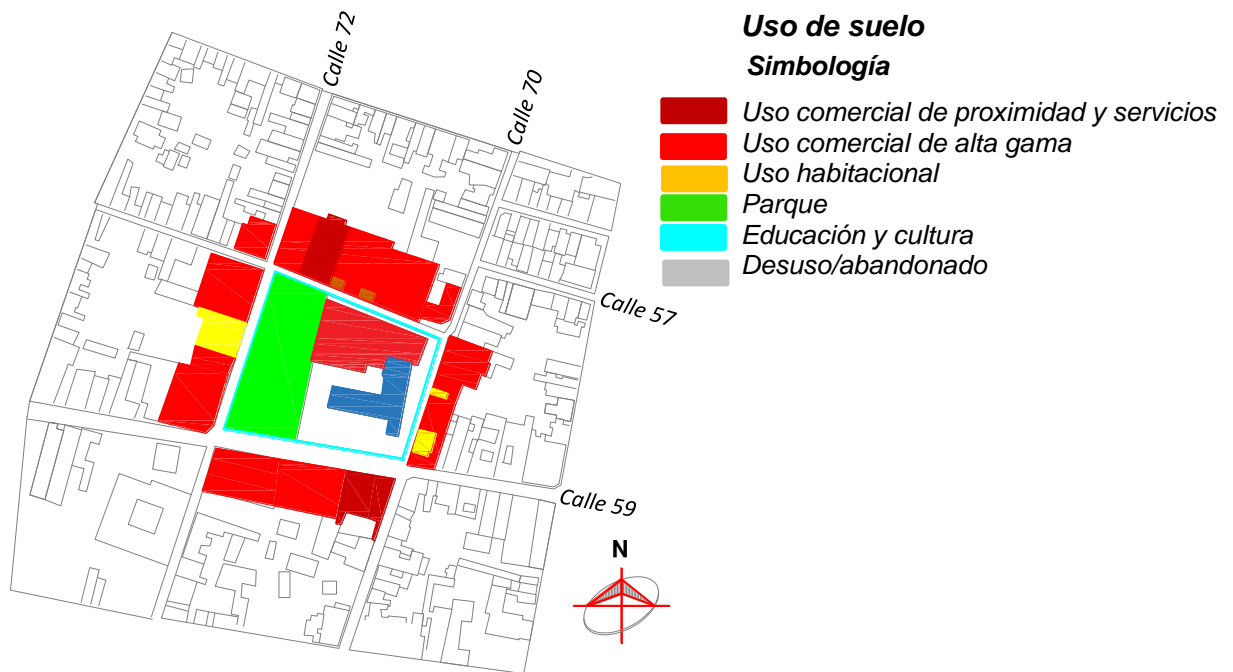 Uso de suelo
Simbología
Uso comercial de proximidad y servicios
Uso comercial de alta gama
Uso habitacional
Parque
Educación y cultura
Desuso/abandonado
Calle 72
Calle 70
Calle 57
Calle 59
N